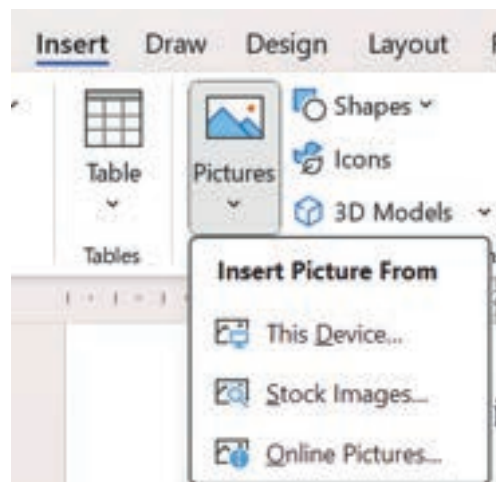 Insert Draw Design Layout
Table
Pictures
Shapes
Icons
3D Models
Tables
Insert Picture From
This Device...
Stock Images...
Online Pictures...